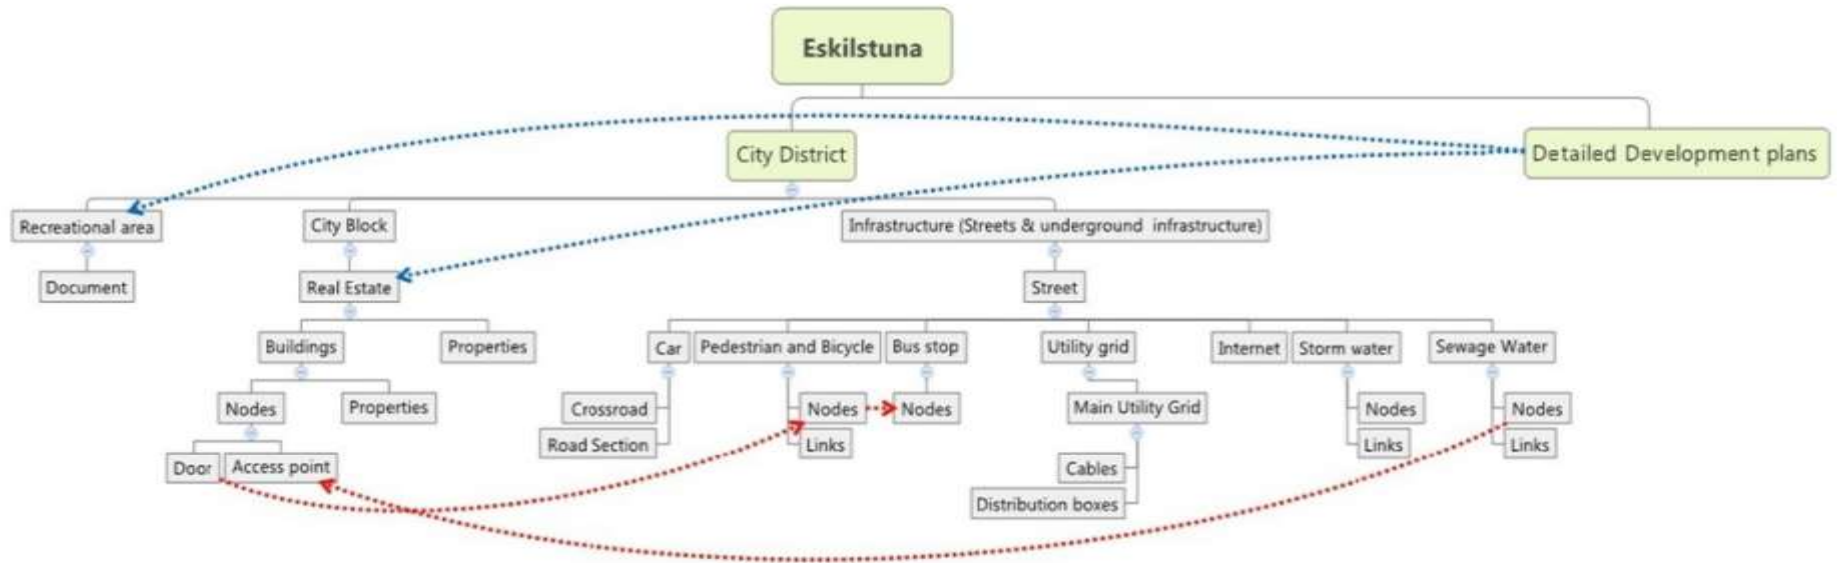 Eskilstuna
City District
Detailed Development plans
Recreational area
City Block
Infrastructure (Streets & underground infrastructure)
Document
Real Estate
Street
Buildings
Properties
Car
Pedestrian and Bicycle
Bus stop
Utility grid
Internet
Storm water
Sewage Water
Nodes
Properties
Crossroad
Nodes
Nodes
Main Utility Grid
Nodes
Nodes
Road Section
Links
Links
Links
Door
Access point
Cables
Distribution boxes